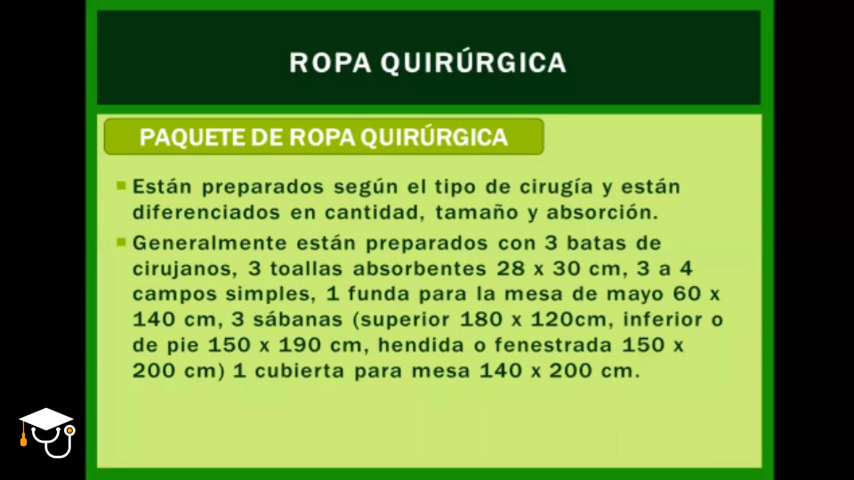 ROPA QUIRÚRGICA
PAQUETE DE ROPA QUIRÚRGICA
Están preparados según el tipo de cirugía y están
diferenciados en cantidad, tamaño y absorción.
Generalmente están preparados con 3 batas de
cirujanos, 3 toallas absorbentes 28 x 30 cm, 3 a 4
campos simples, 1 funda para la mesa de mayo 60 x
140 cm, 3 sábanas (superior 180 x 120cm, inferior o
de pie 150 x 190 cm, hendida o fenestrada 150 x
200 cm) 1 cubierta para mesa 140 x 200 cm.